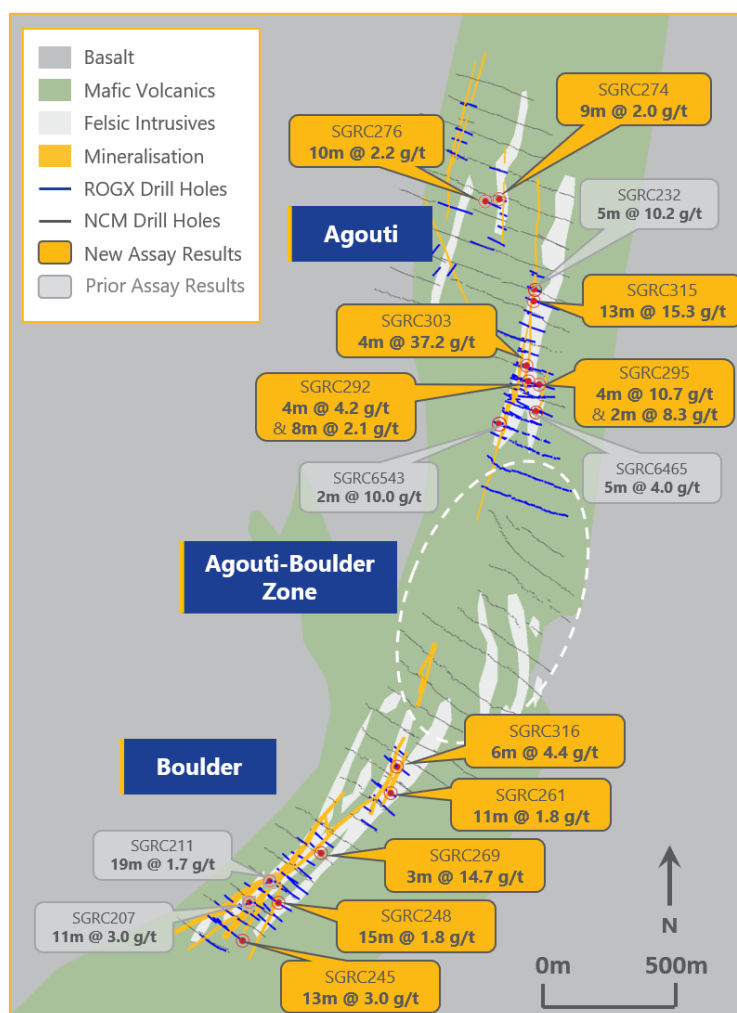 Basalt
Mafic Volcanics
Felsic Intrusives
Mineralisation
ROGX Drill Holes
NCM Drill Holes
New Assay Results
Prior Assay Results
SGRC274
9m @ 2.0 g/t
SGRC276
10m @ 2.2 g/t
SGRC232
5m @ 10.2 g/t
Agouti
SGRC315
13m @ 15.3 g/t
SGRC303
4m @ 37.2 g/t
SGRC292
4m @ 4.2 g/t
& 8m @ 2.1 g/t
SGRC295
4m @ 10.7 g/t
& 2m @ 8.3 g/t
SGRC6543
2m @ 10.0 g/t
SGRC6465
5m @ 4.0 g/t
Agouti-Boulder
Zone
SGRC316
6m @ 4.4 g/t
Boulder
SGRC261
11m @ 1.8 g/t
SGRC211
19m @ 1.7 g/t
SGRC269
3m @ 14.7 g/t
SGRC207
11m @ 3.0 g/t
SGRC248
15m @ 1.8 g/t
SGRC245
13m @ 3.0 g/t
N
0m
500m